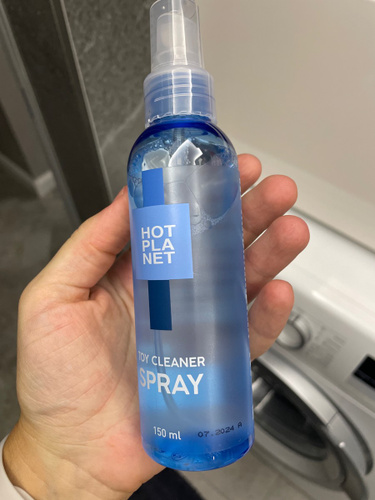 HOT
PLA
NET
TOY CLEANER
SPRAY
150 ml
07.2024 A